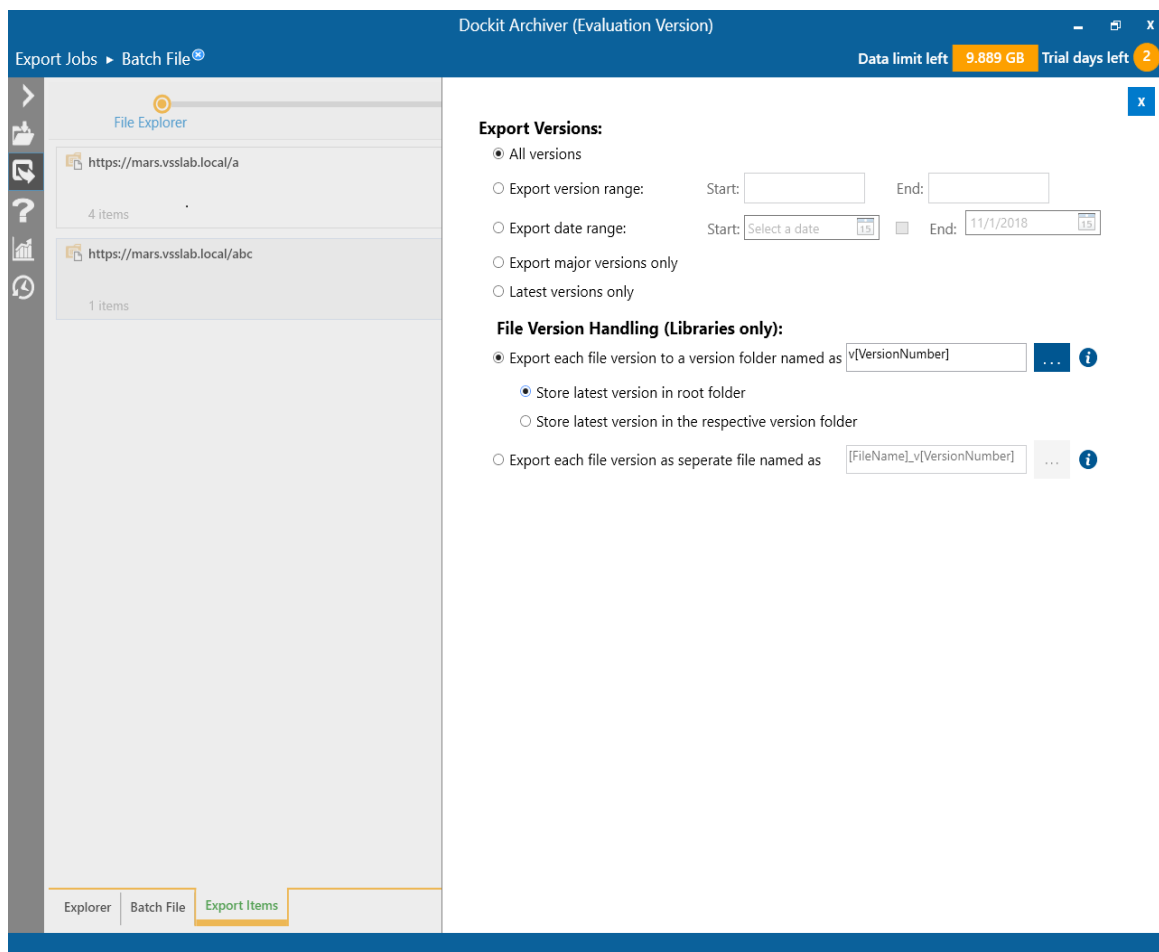 Dockit Archiver (Evaluation Version)
Export Jobs ▸ Batch File
Data limit left 9.889 GB Trial days left 2
File Explorer
https://mars.vsslab.local/a
4 items
https://mars.vsslab.local/abc
1 items
x
Export Versions:
All versions
Export version range: Start: End:
Export date range: Start: Select a date 15 End: 11/1/2018 15
Export major versions only
Latest versions only
File Version Handling (Libraries only):
Export each file version to a version folder named as v[VersionNumber] ... i
Store latest version in root folder
Store latest version in the respective version folder
Export each file version as seperate file named as [FileName]_v[VersionNumber] ... i
Explorer Batch File Export Items